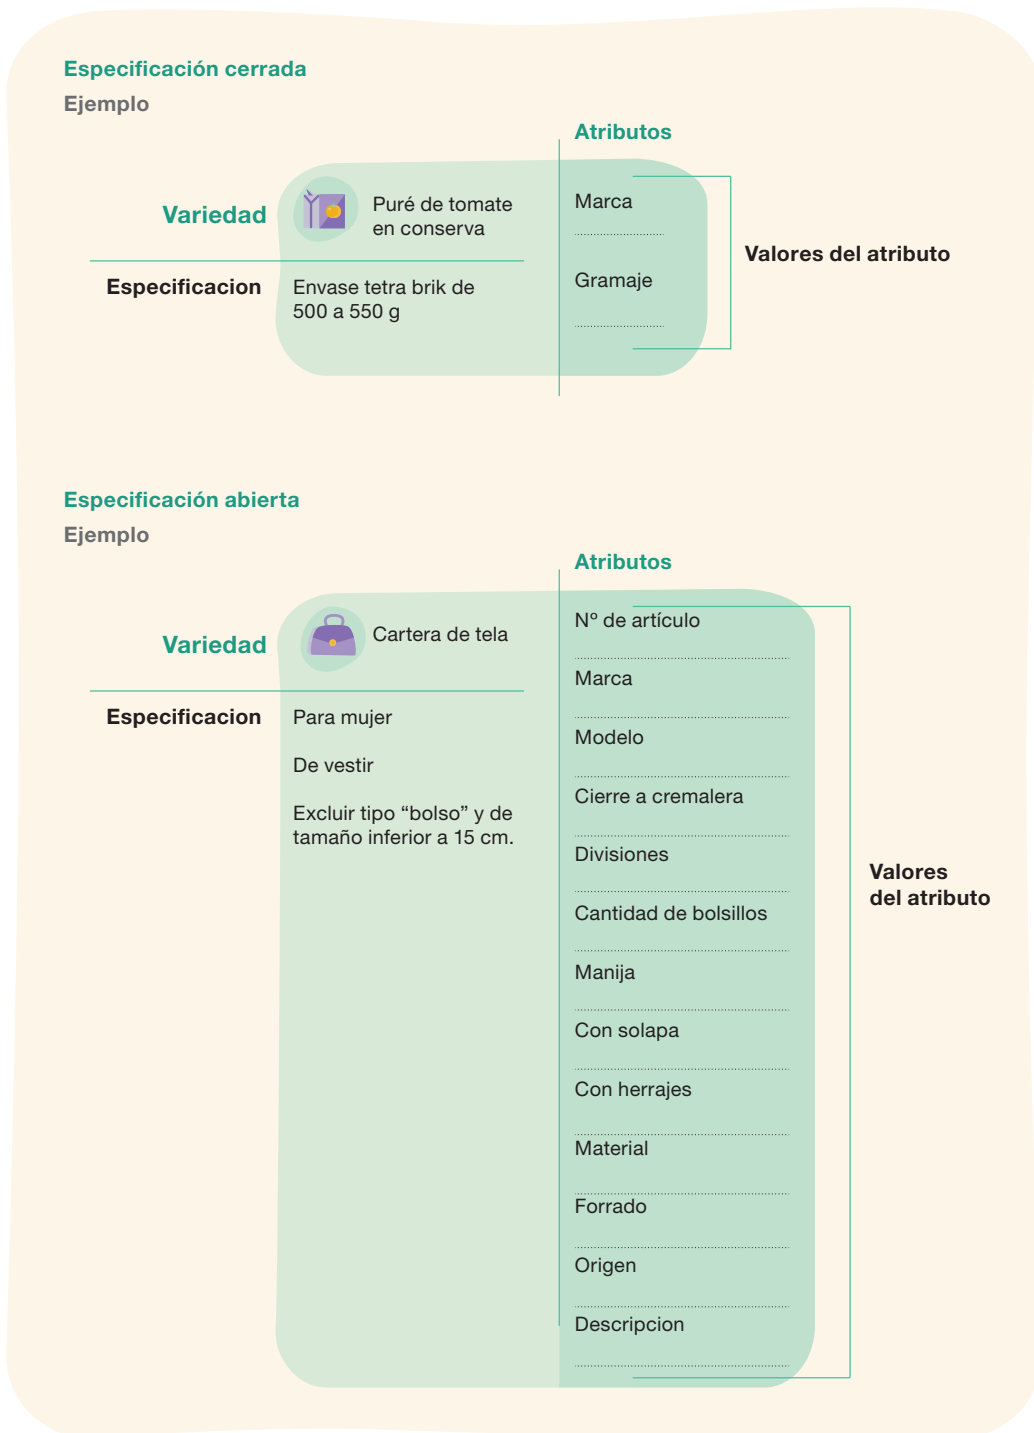 Especificación cerrada
Ejemplo
Atributos
Variedad
Puré de tomate
en conserva
Marca
Valores del atributo
Especificacion
Envase tetra brik de
500 a 550 g
Gramaje
Especificación abierta
Ejemplo
Atributos
Variedad
Cartera de tela
Nº de artículo
Marca
Especificacion
Para mujer
De vestir
Excluir tipo “bolso” y de
tamaño inferior a 15 cm.
Modelo
Cierre a cremalera
Divisiones
Cantidad de bolsillos
Manija
Con solapa
Con herrajes
Material
Forrado
Origen
Descripcion
Valores
del atributo